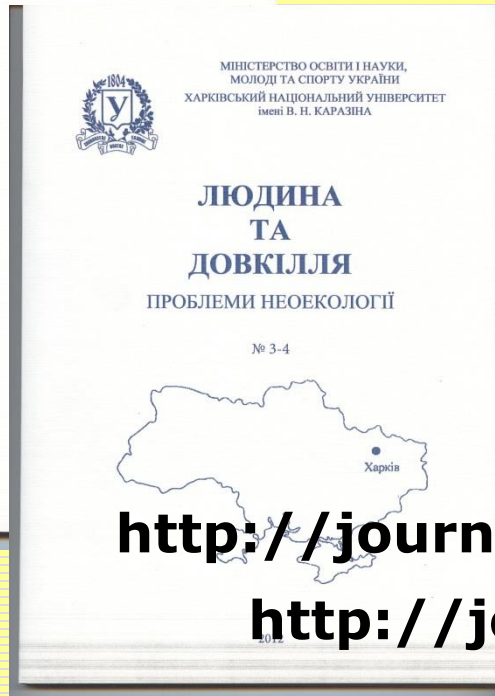 1804
У
МІНІСТЕРСТВО ОСВІТИ І НАУКИ,
МОЛОДІ ТА СПОРТУ УКРАЇНИ
ХАРКІВСЬКИЙ НАЦІОНАЛЬНИЙ УНІВЕРСИТЕТ
імені В. Н. КАРАЗІНА
ЛЮДИНА
ТА
ДОВКІЛЛЯ
ПРОБЛЕМИ НЕОЕКОЛОГІЇ
№ 3-4
Харків
http://journ
http://j
2012